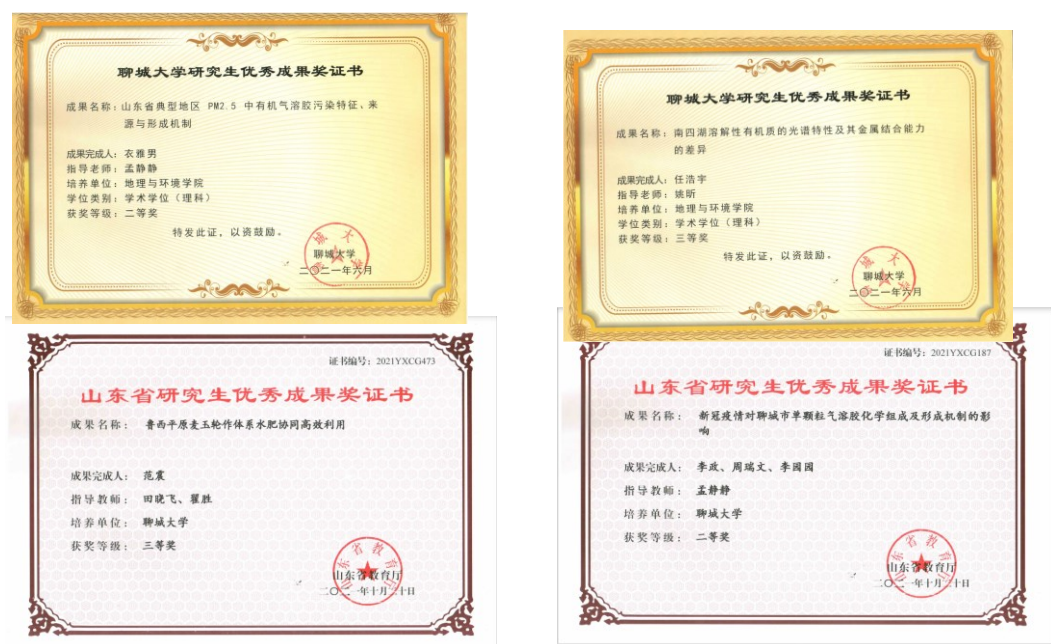 聊城大学研究生优秀成果奖证书
成果名称：山东省典型地区 PM2.5 中有机气溶胶污染特征、来
源与形成机制
成果完成人：衣雅男
指导老师：孟静静
培养单位：地理与环境学院
学位类别：学术学位（理科）
获奖等级：二等奖
特发此证，以资鼓励。
聊城大学
二〇二一年六月
聊城大学研究生优秀成果奖证书
成果名称：南四湖溶解性有机质的光谱特性及其金属结合能力
的差异
成果完成人：任浩宇
指导老师：姚昕
培养单位：地理与环境学院
学位类别：学术学位（理科）
获奖等级：三等奖
特发此证，以资鼓励。
聊城大学
二〇二一年六月
证书编号：2021YXCG473
山东省研究生优秀成果奖证书
成果名称： 鲁西平原麦玉轮作体系水肥协同高效利用
成果完成人： 范震
指导教师： 田晓飞、翟胜
培养单位： 聊城大学
获奖等级： 三等奖
山东省教育厅
二〇二一年十月二十日
证书编号：2021YXCG187
山东省研究生优秀成果奖证书
成果名称： 新冠疫情对聊城市单颗粒气溶胶化学组成及形成机制的影
响
成果完成人： 李政、周瑞文、李园园
指导教师： 孟静静
培养单位： 聊城大学
获奖等级： 二等奖
山东省教育厅
二〇二一年十月二十日